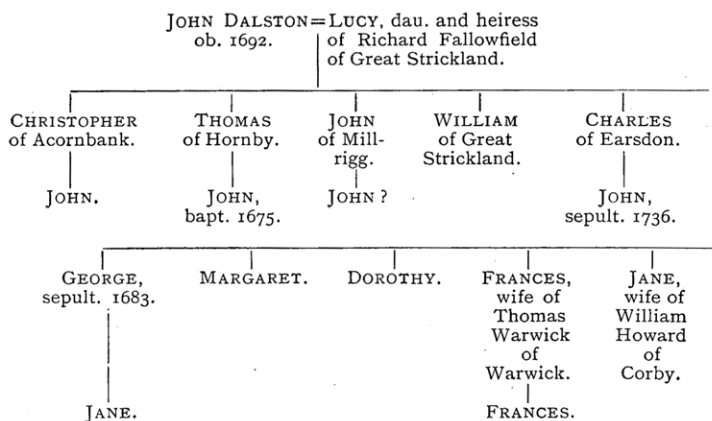 JOHN DALSTON=LUCY, dau. and heiress
ob. 1692. of Richard Fallowfield
of Great Strickland.
CHRISTOPHER THOMAS JOHN WILLIAM CHARLES
of Acornbank. of Hornby. of Mill- of Great of Earsdon.
rigg. Strickland.
JOHN. JOHN, JOHN ? JOHN,
bapt. 1675. sepult. 1736.
GEORGE, MARGARET. DOROTHY. FRANCES, JANE,
sepult. 1683. wife of wife of
Thomas William
Warwick Howard
of of
Warwick. Corby.
JANE. FRANCES.